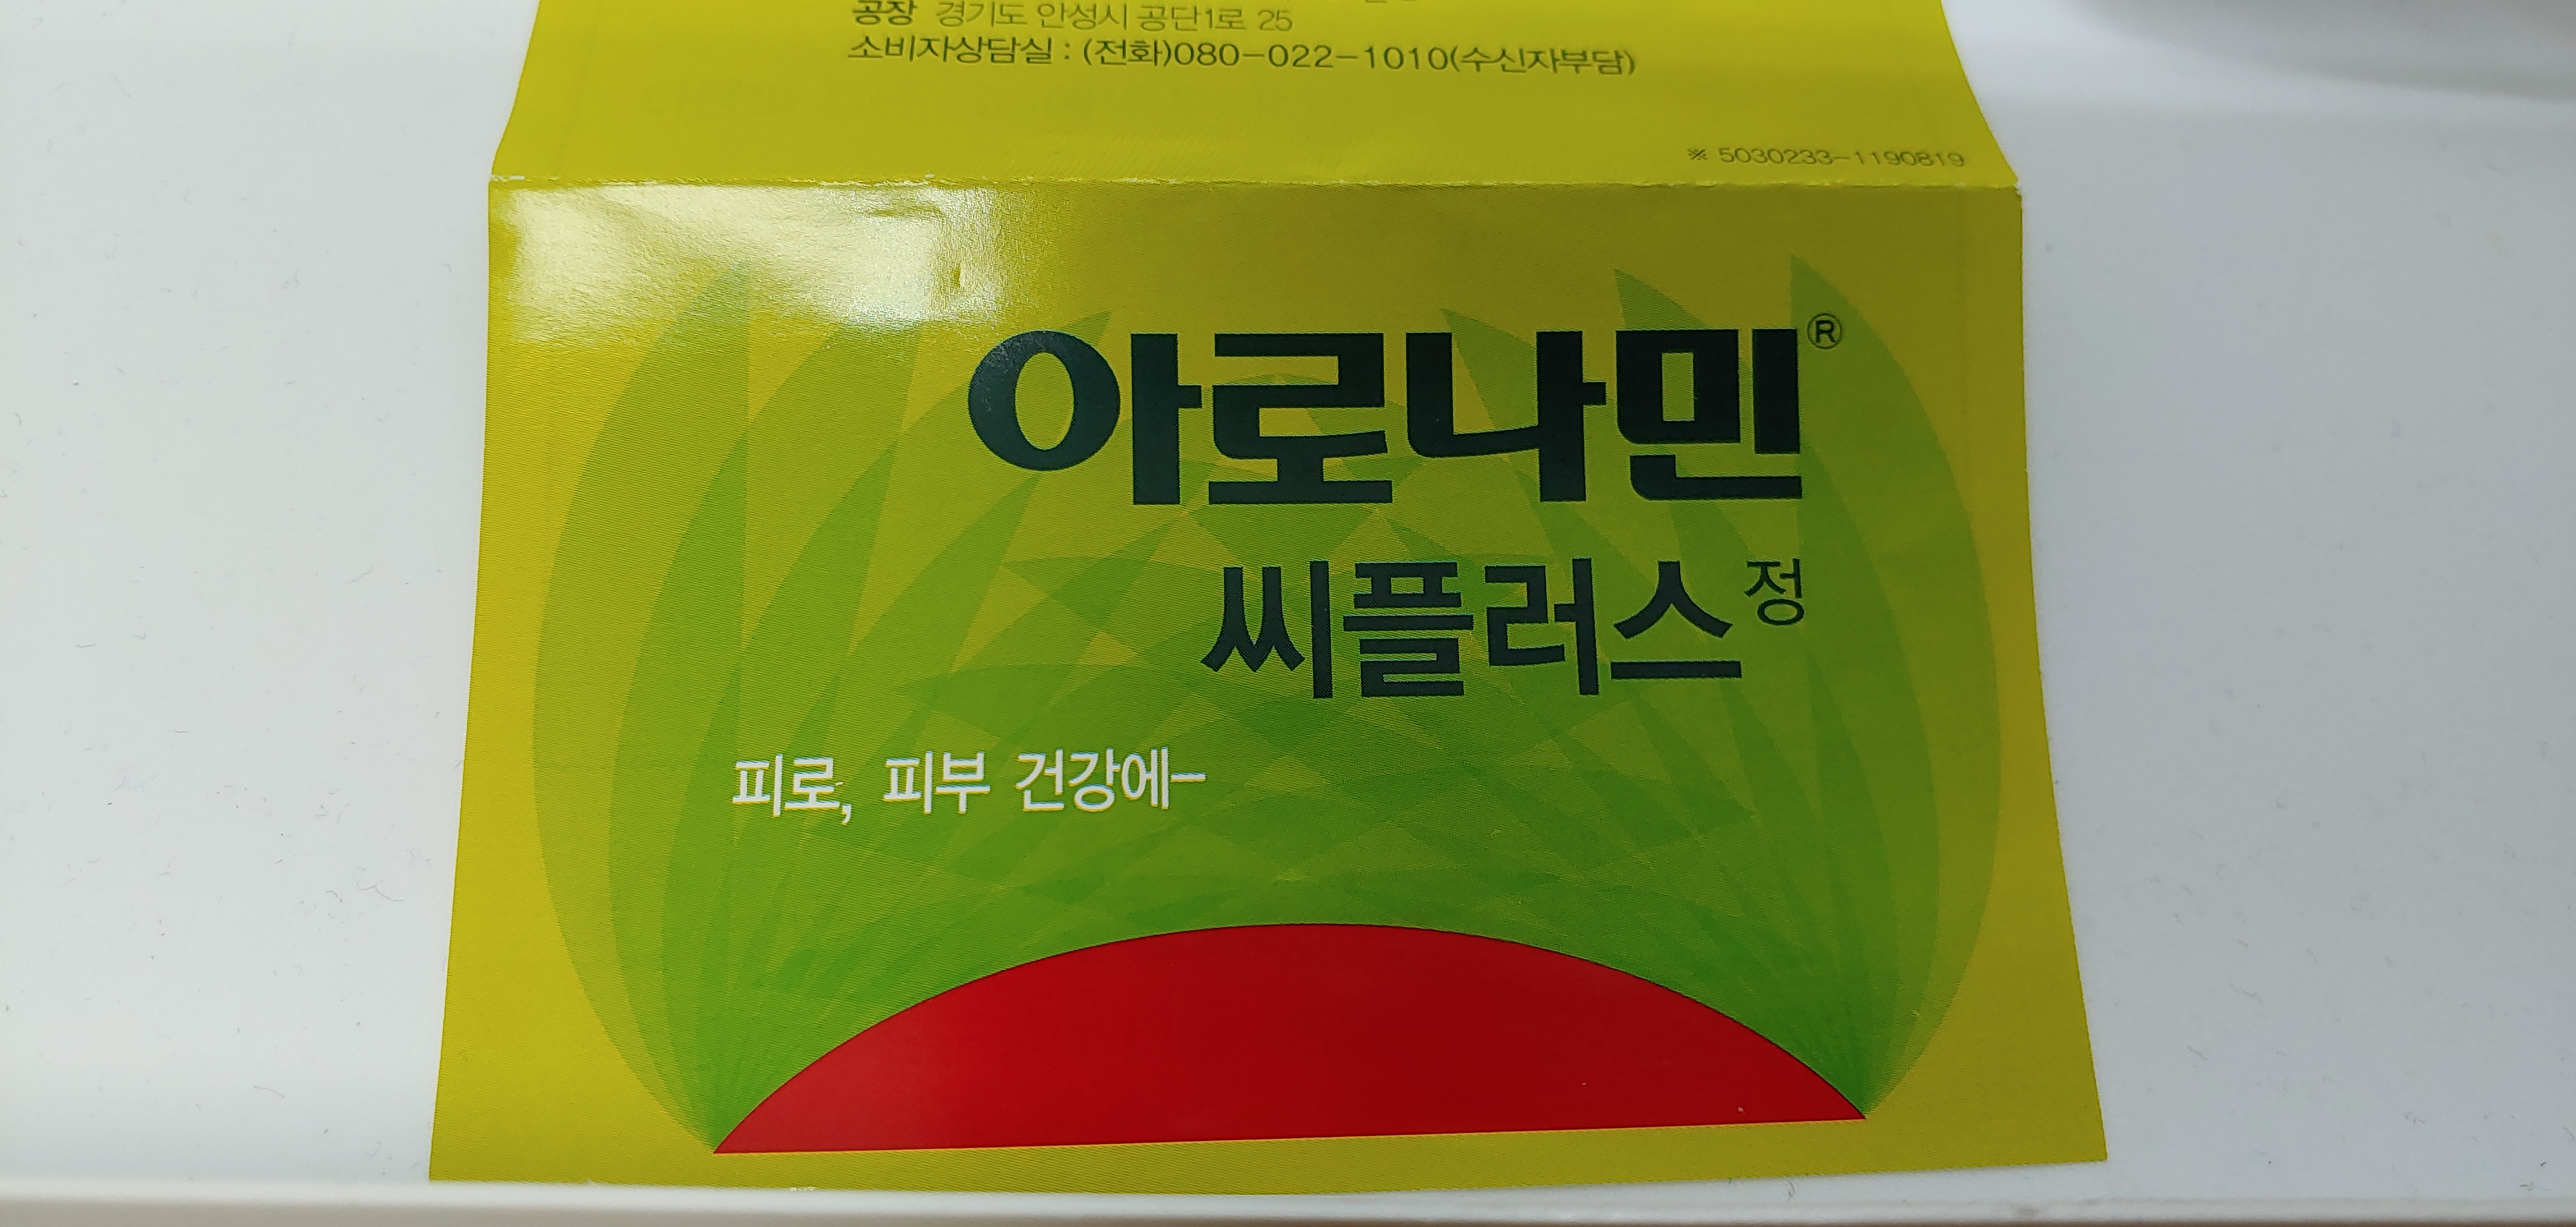 공장 경기도 안성시 공단1로 25
소비자상담실 : (전화)080-022-1010(수신자부담)
※ 5030233-1190819
아로나민®
씨플러스정
피로, 피부 건강에-